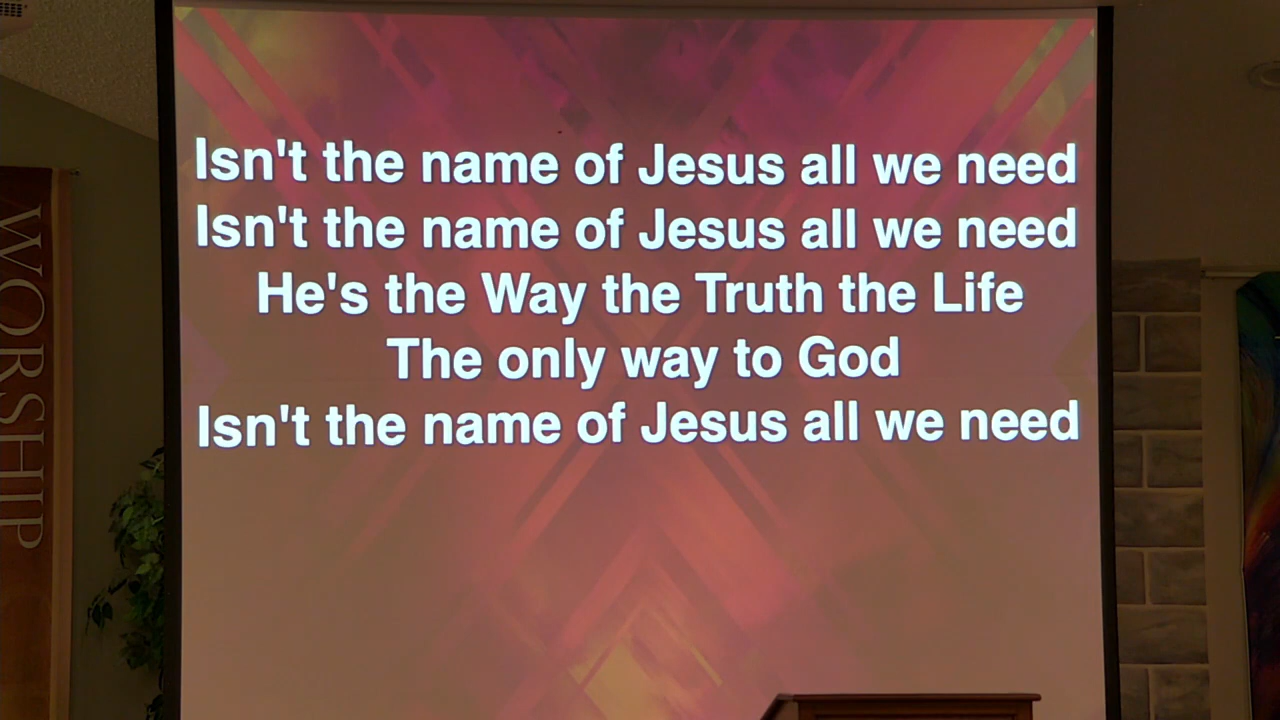 WORSHIP
Isn't the name of Jesus all we need
Isn't the name of Jesus all we need
He's the Way the Truth the Life
The only way to God
Isn't the name of Jesus all we need